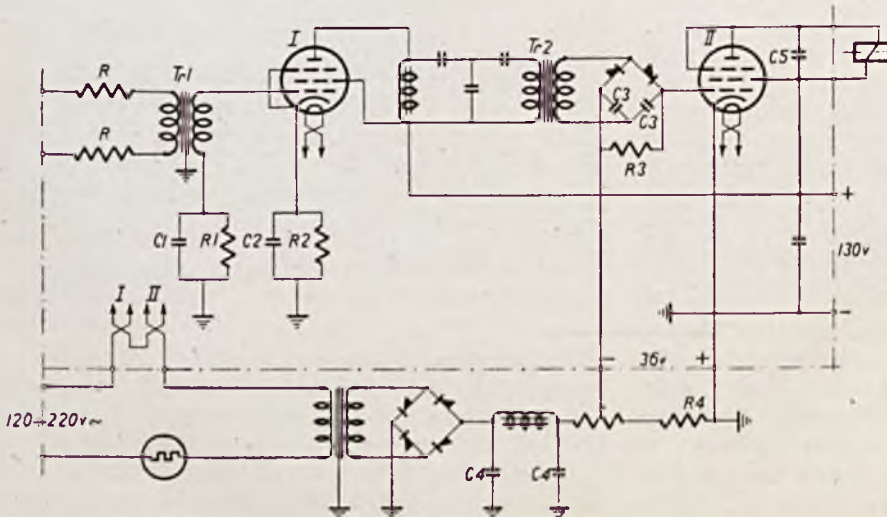 I
II
Tr1
Tr2
R
R
C5
C3
C3
R3
+
C1
R1
C2
R2
130v
−
I
II
− 36v +
120÷220v~
R4
C4
C4